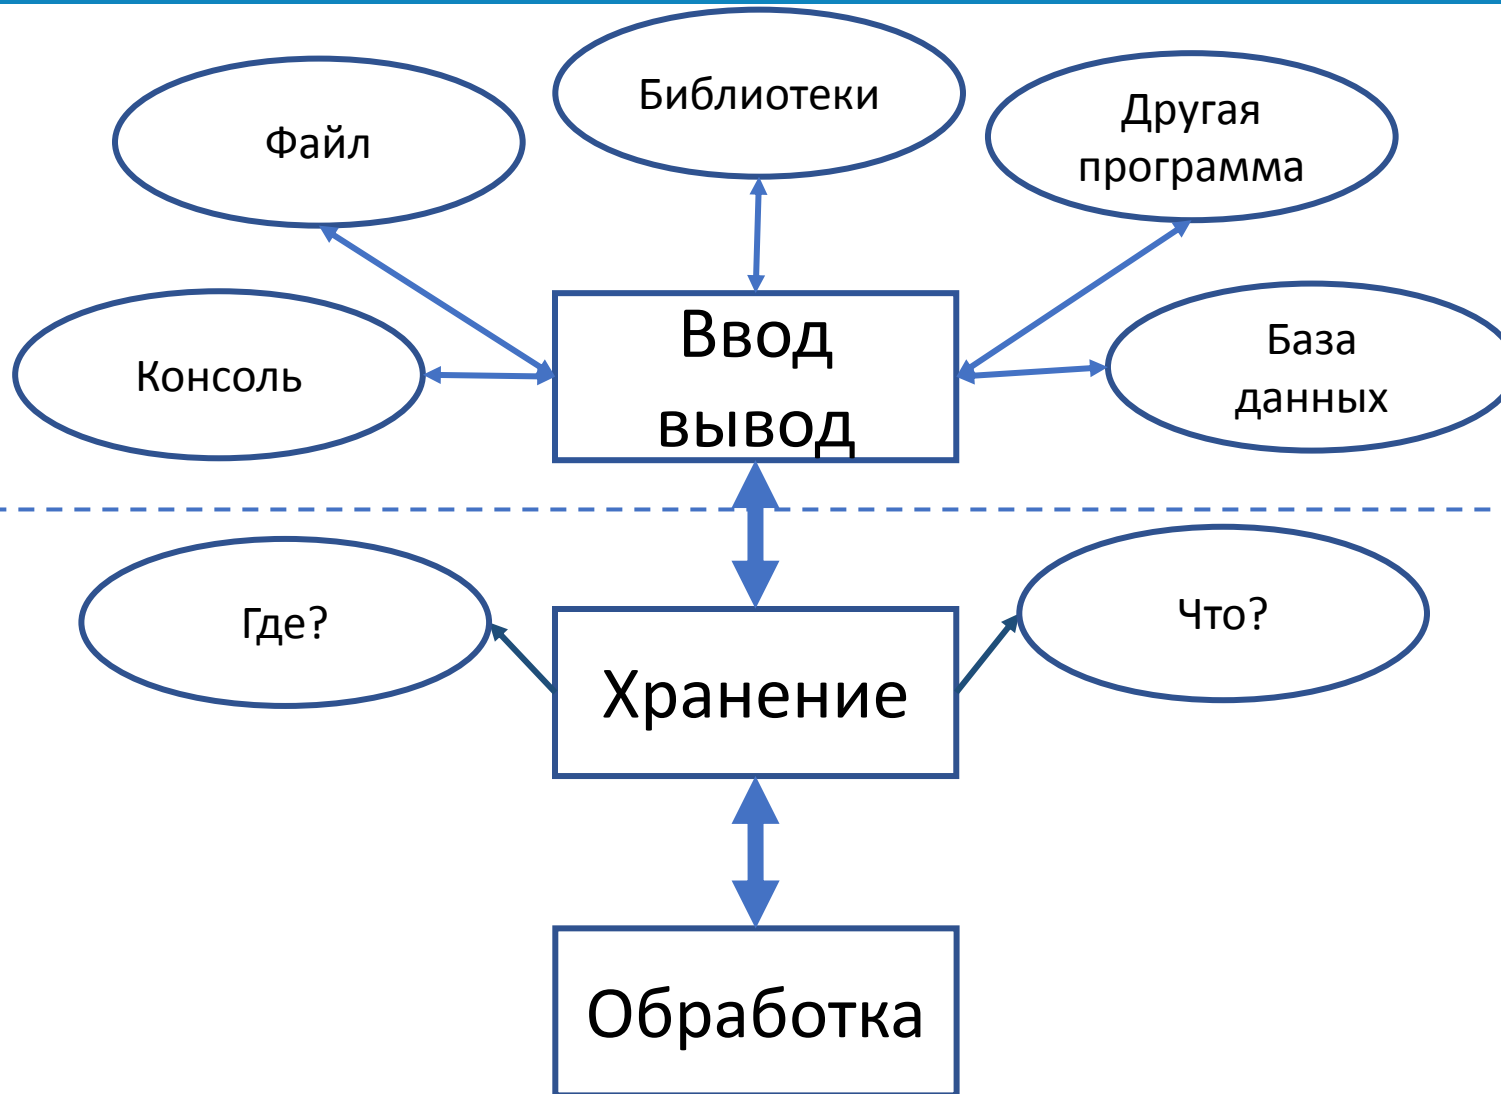 Библиотеки
Файл
Другая
программа
Консоль
Ввод
вывод
База
данных
Где?
Хранение
Что?
Обработка